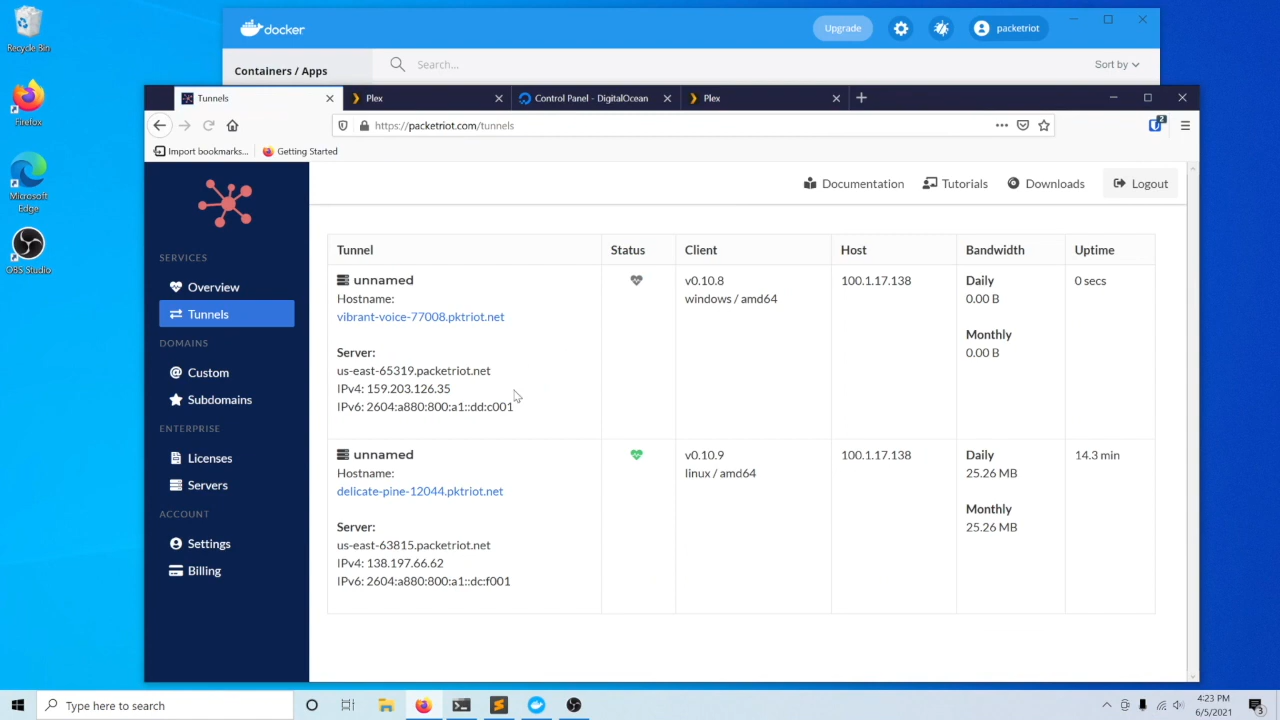 Recycle Bin
Firefox
Microsoft
Edge
OBS Studio
docker
Upgrade
packetriot
Containers / Apps
Search...
Sort by
Tunnels
Plex
Control Panel - DigitalOcean
Plex
https://packetriot.com/tunnels
2
Import bookmarks...
Getting Started
Documentation
Tutorials
Downloads
Logout
SERVICES
Overview
Tunnels
DOMAINS
Custom
Subdomains
ENTERPRISE
Licenses
Servers
ACCOUNT
Settings
Billing
Tunnel Status Client Host Bandwidth Uptime
unnamed v0.10.8 100.1.17.138 Daily 0 secs
Hostname: windows / amd64 0.00 B
vibrant-voice-77008.pktriot.net
Monthly
Server: 0.00 B
us-east-65319.packetriot.net
IPv4: 159.203.126.35
IPv6: 2604:a880:800:a1::dd:c001
unnamed v0.10.9 100.1.17.138 Daily 14.3 min
Hostname: linux / amd64 25.26 MB
delicate-pine-12044.pktriot.net
Monthly
Server: 25.26 MB
us-east-63815.packetriot.net
IPv4: 138.197.66.62
IPv6: 2604:a880:800:a1::dc:f001
Type here to search
4:23 PM
6/5/2021
3